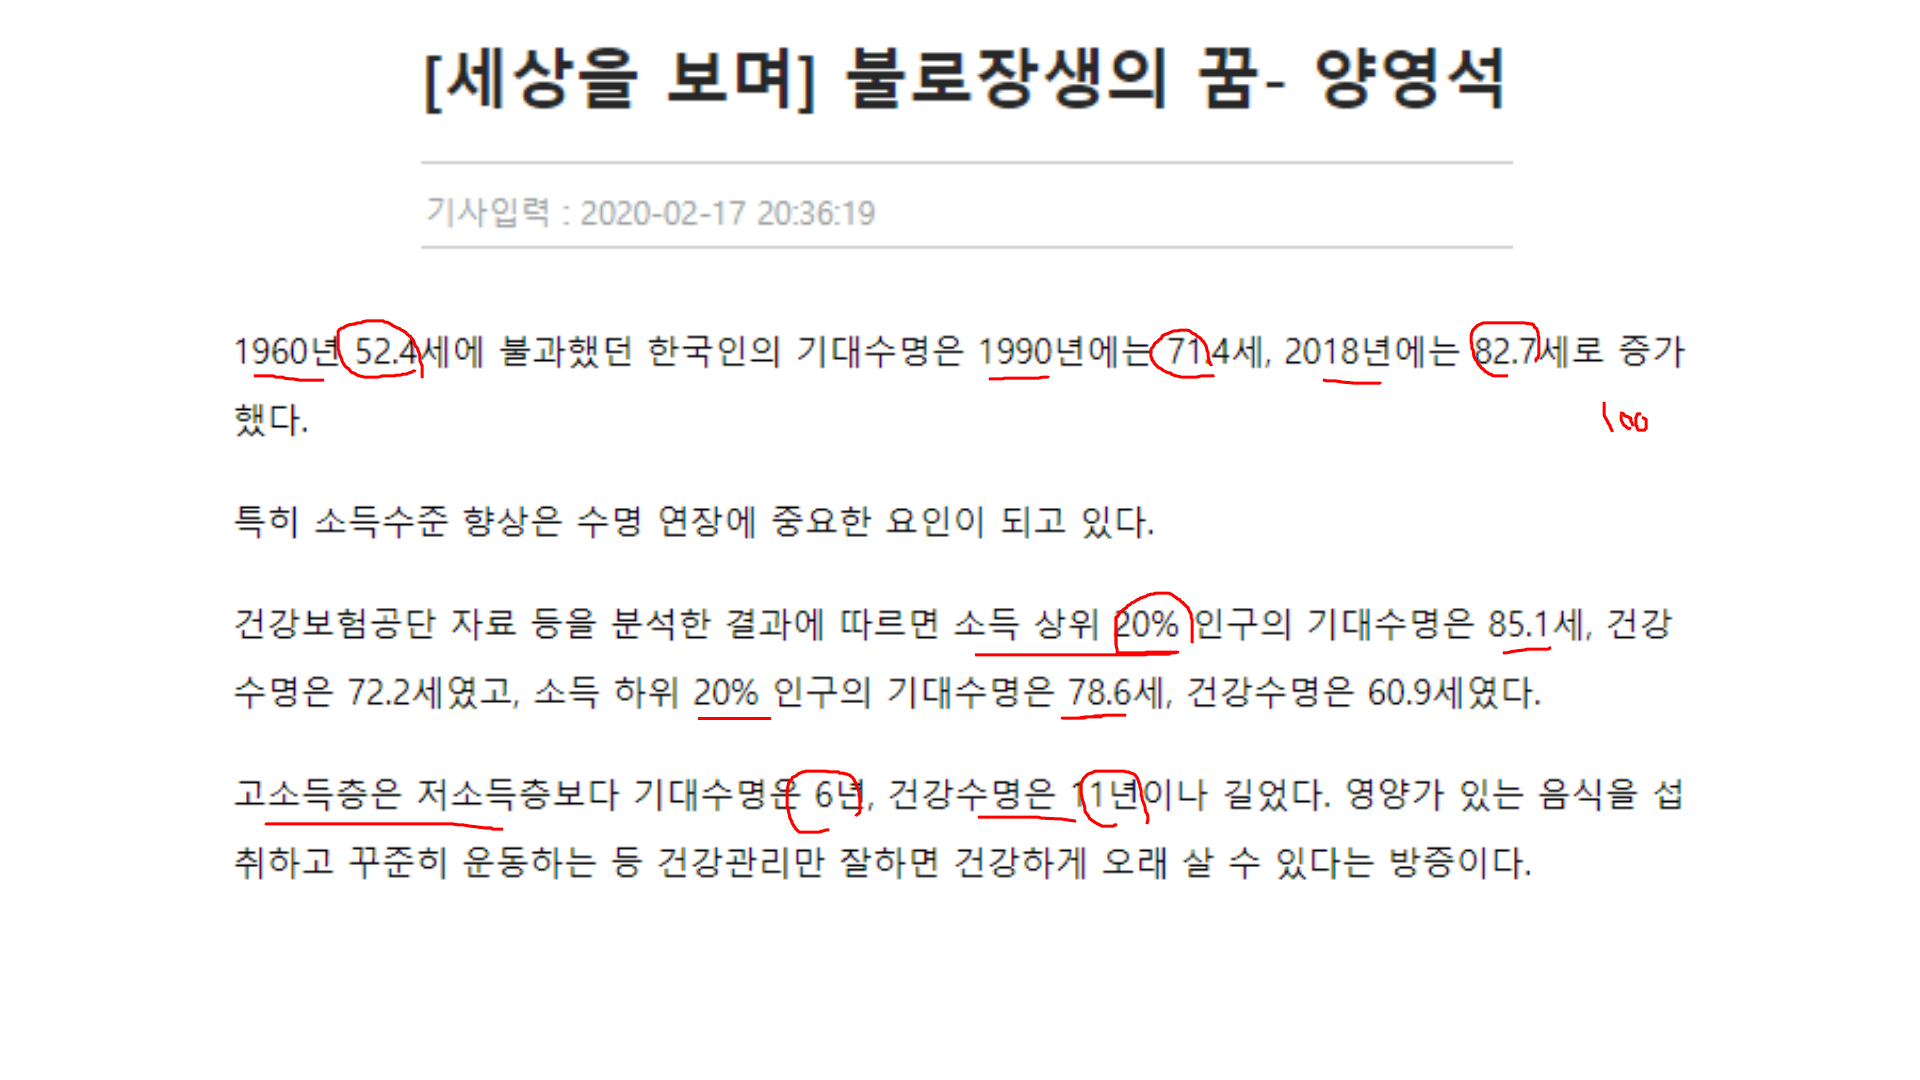 [세상을 보며] 불로장생의 꿈- 양영석
기사입력 : 2020-02-17 20:36:19
1960년 52.4세에 불과했던 한국인의 기대수명은 1990년에는 71.4세, 2018년에는 82.7세로 증가
했다.
100
특히 소득수준 향상은 수명 연장에 중요한 요인이 되고 있다.
건강보험공단 자료 등을 분석한 결과에 따르면 소득 상위 20% 인구의 기대수명은 85.1세, 건강
수명은 72.2세였고, 소득 하위 20% 인구의 기대수명은 78.6세, 건강수명은 60.9세였다.
고소득층은 저소득층보다 기대수명은 6년, 건강수명은 11년이나 길었다. 영양가 있는 음식을 섭
취하고 꾸준히 운동하는 등 건강관리만 잘하면 건강하게 오래 살 수 있다는 방증이다.